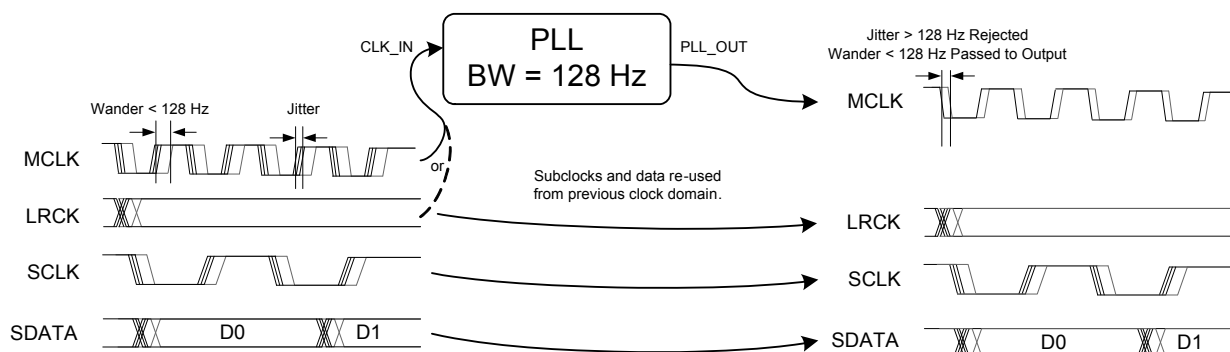 PLL
BW = 128 Hz
CLK_IN
PLL_OUT
Jitter > 128 Hz Rejected
Wander < 128 Hz Passed to Output
MCLK
Wander < 128 Hz
Jitter
MCLK
or
Subclocks and data re-used
from previous clock domain.
LRCK
LRCK
SCLK
SCLK
SDATA
D0
D1
SDATA
D0
D1